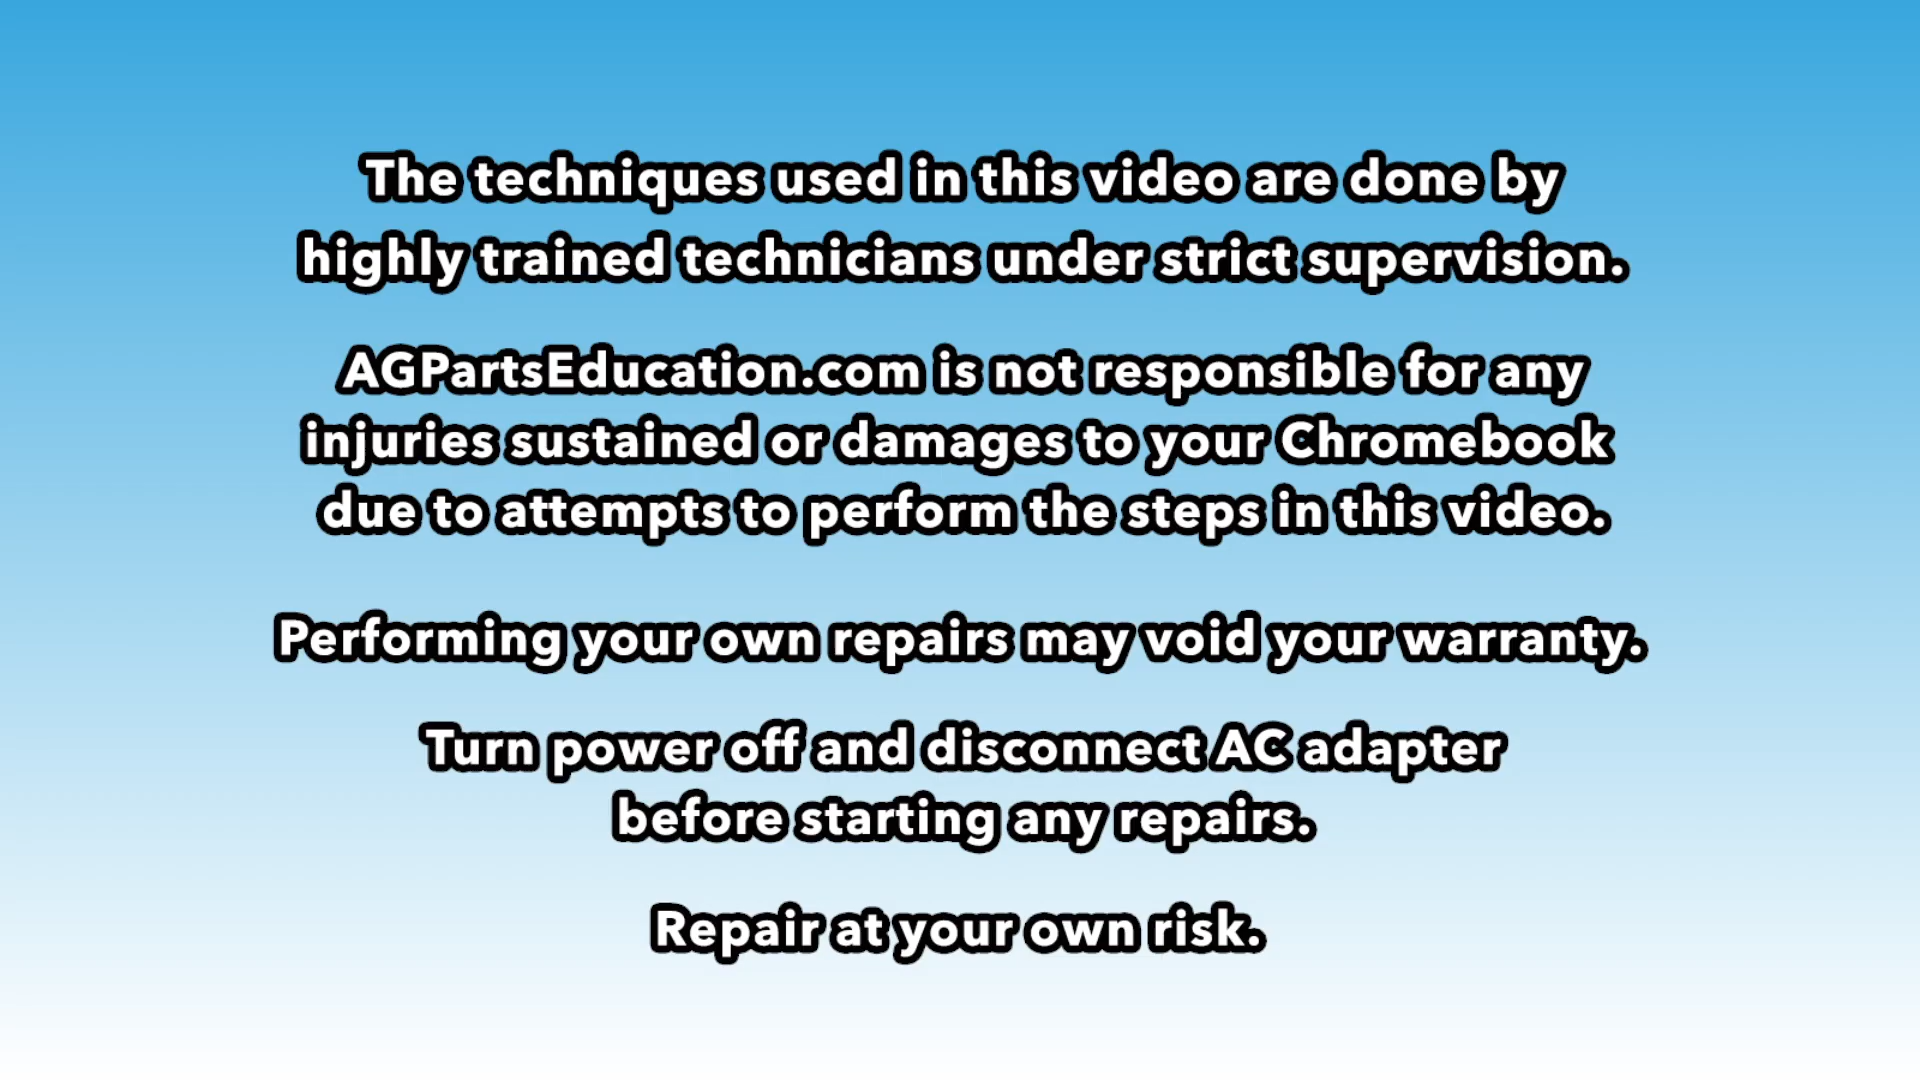 The techniques used in this video are done by
highly trained technicians under strict supervision.
AGPartsEducation.com is not responsible for any
injuries sustained or damages to your Chromebook
due to attempts to perform the steps in this video.
Performing your own repairs may void your warranty.
Turn power off and disconnect AC adapter
before starting any repairs.
Repair at your own risk.